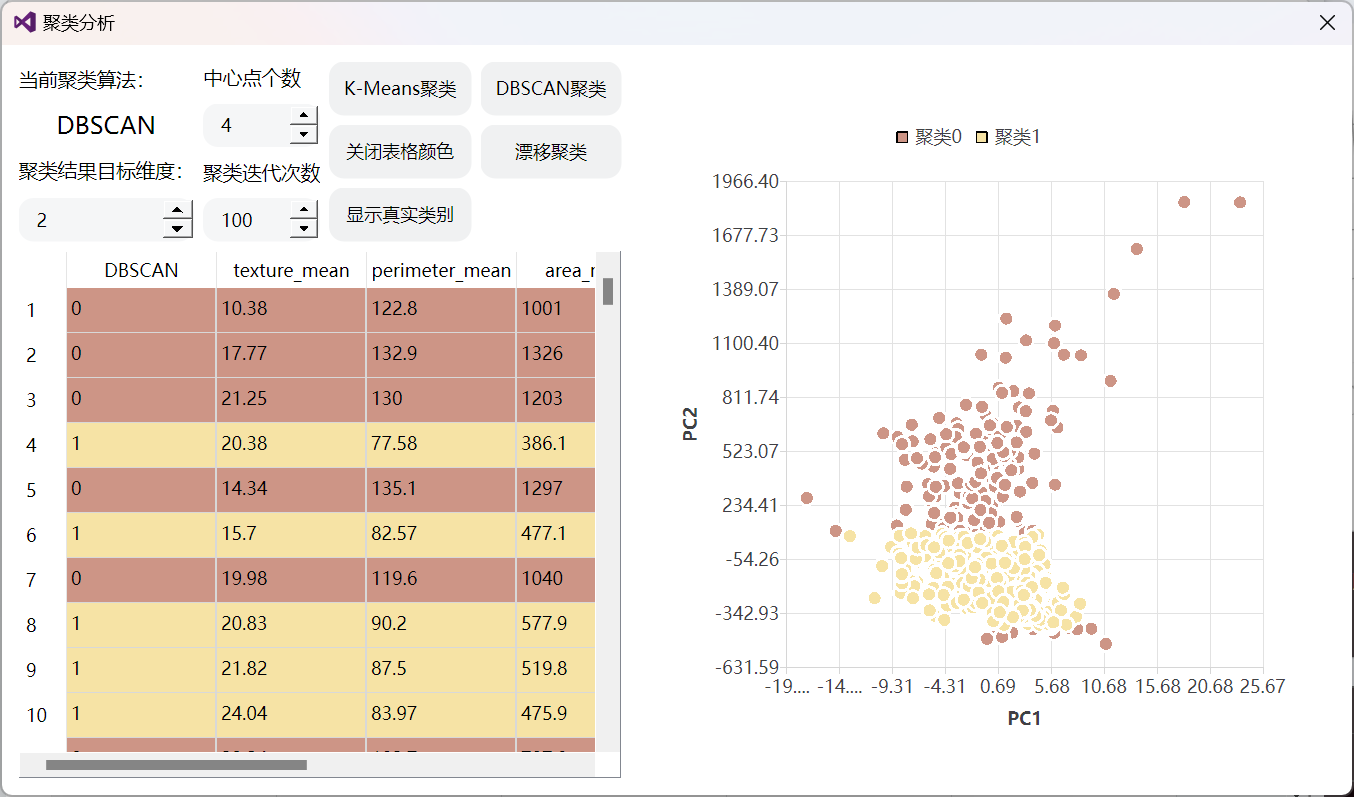 聚类分析
当前聚类算法：
DBSCAN
中心点个数
4
K-Means聚类
DBSCAN聚类
关闭表格颜色
漂移聚类
聚类结果目标维度：
2
聚类迭代次数
100
显示真实类别
DBSCAN texture_mean perimeter_mean area_r
1 0 10.38 122.8 1001
2 0 17.77 132.9 1326
3 0 21.25 130 1203
4 1 20.38 77.58 386.1
5 0 14.34 135.1 1297
6 1 15.7 82.57 477.1
7 0 19.98 119.6 1040
8 1 20.83 90.2 577.9
9 1 21.82 87.5 519.8
10 1 24.04 83.97 475.9
聚类0 聚类1
1966.40
1677.73
1389.07
1100.40
811.74
523.07
234.41
-54.26
-342.93
-631.59
PC2
-19.... -14.... -9.31 -4.31 0.69 5.68 10.68 15.68 20.68 25.67
PC1